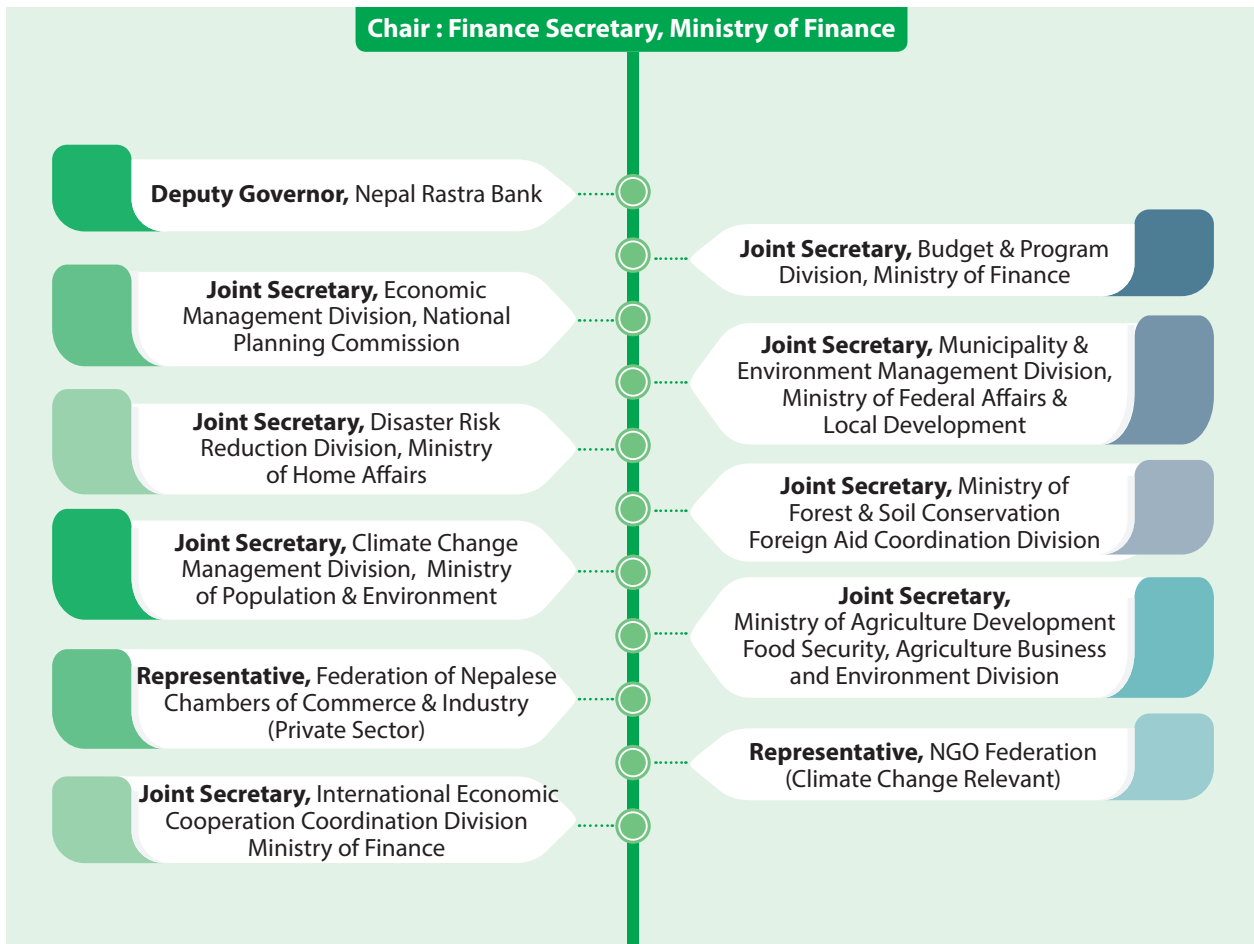 Chair : Finance Secretary, Ministry of Finance
Deputy Governor, Nepal Rastra Bank
Joint Secretary, Budget & Program
Division, Ministry of Finance
Joint Secretary, Economic
Management Division, National
Planning Commission
Joint Secretary, Municipality &
Environment Management Division,
Ministry of Federal Affairs &
Local Development
Joint Secretary, Disaster Risk
Reduction Division, Ministry
of Home Affairs
Joint Secretary, Ministry of
Forest & Soil Conservation
Foreign Aid Coordination Division
Joint Secretary, Climate Change
Management Division, Ministry
of Population & Environment
Joint Secretary,
Ministry of Agriculture Development
Food Security, Agriculture Business
and Environment Division
Representative, Federation of Nepalese
Chambers of Commerce & Industry
(Private Sector)
Representative, NGO Federation
(Climate Change Relevant)
Joint Secretary, International Economic
Cooperation Coordination Division
Ministry of Finance